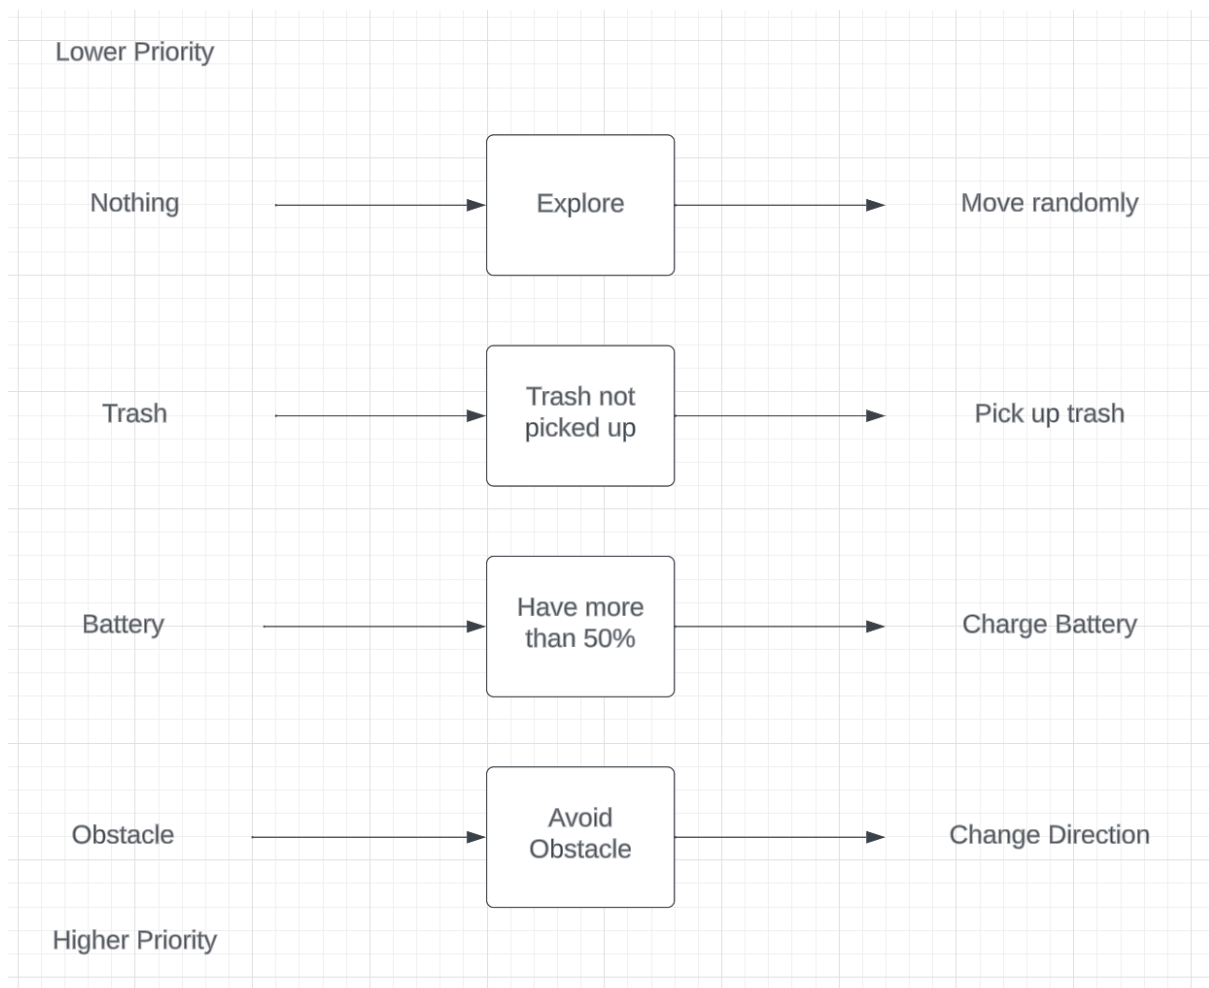 Lower Priority
Nothing
Explore
Move randomly
Trash
Trash not
picked up
Pick up trash
Battery
Have more
than 50%
Charge Battery
Obstacle
Avoid
Obstacle
Change Direction
Higher Priority